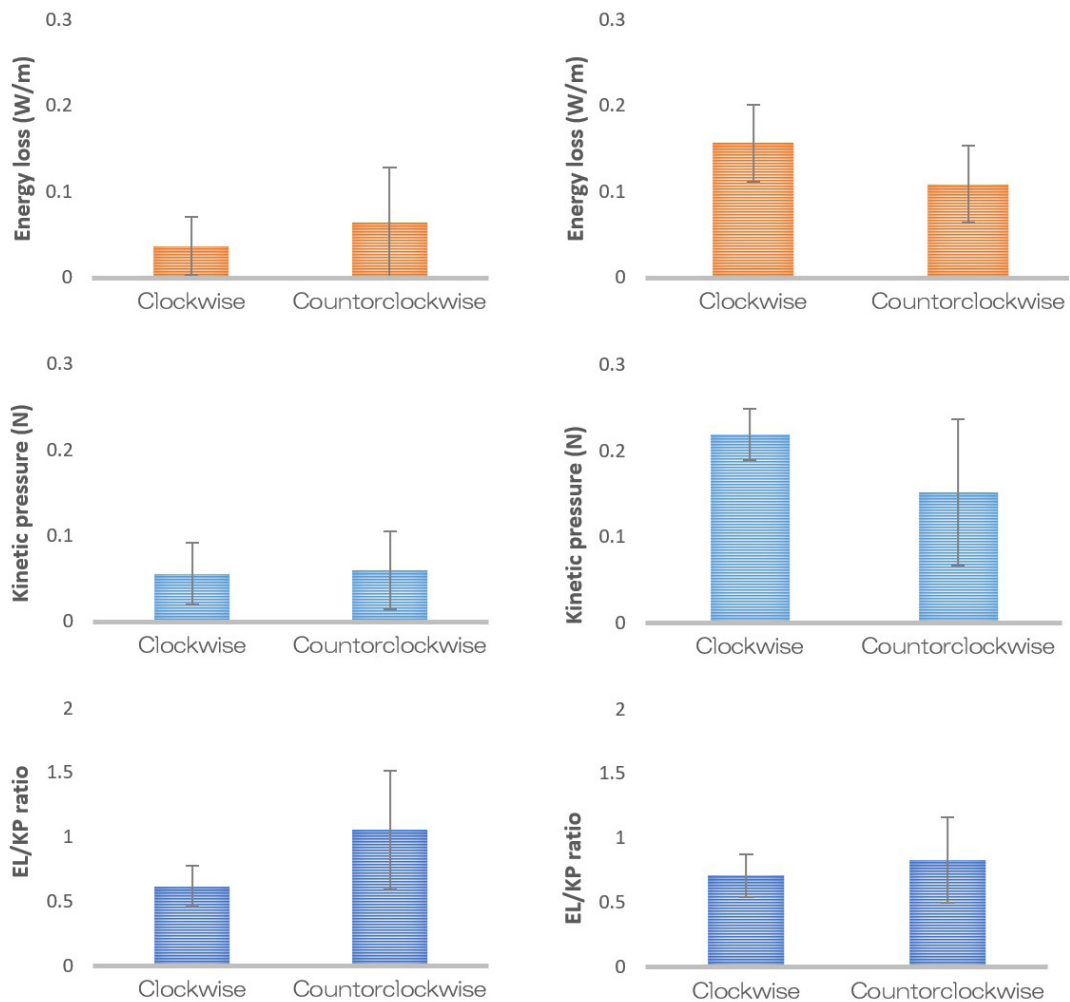 Energy loss (W/m)
0.3
0.2
0.1
0
Clockwise
Countorclockwise
Energy loss (W/m)
0.3
0.2
0.1
0
Clockwise
Countorclockwise
Kinetic pressure (N)
0.3
0.2
0.1
0
Clockwise
Countorclockwise
Kinetic pressure (N)
0.3
0.2
0.1
0
Clockwise
Countorclockwise
EL/KP ratio
2
1.5
1
0.5
0
Clockwise
Countorclockwise
EL/KP ratio
2
1.5
1
0.5
0
Clockwise
Countorclockwise